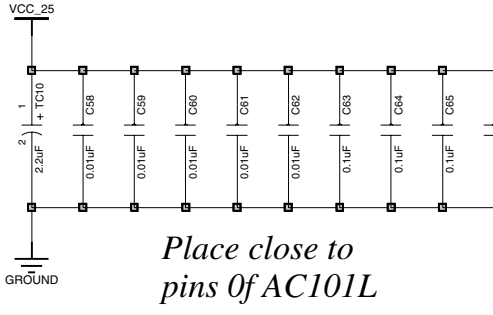 VCC_25
1
+ TC10
2
2.2uF
C58
0.01uF
C59
0.01uF
C60
0.01uF
C61
0.01uF
C62
0.01uF
C63
0.1uF
C64
0.1uF
C65
0.1uF
GROUND
Place close to
pins 0f AC101L